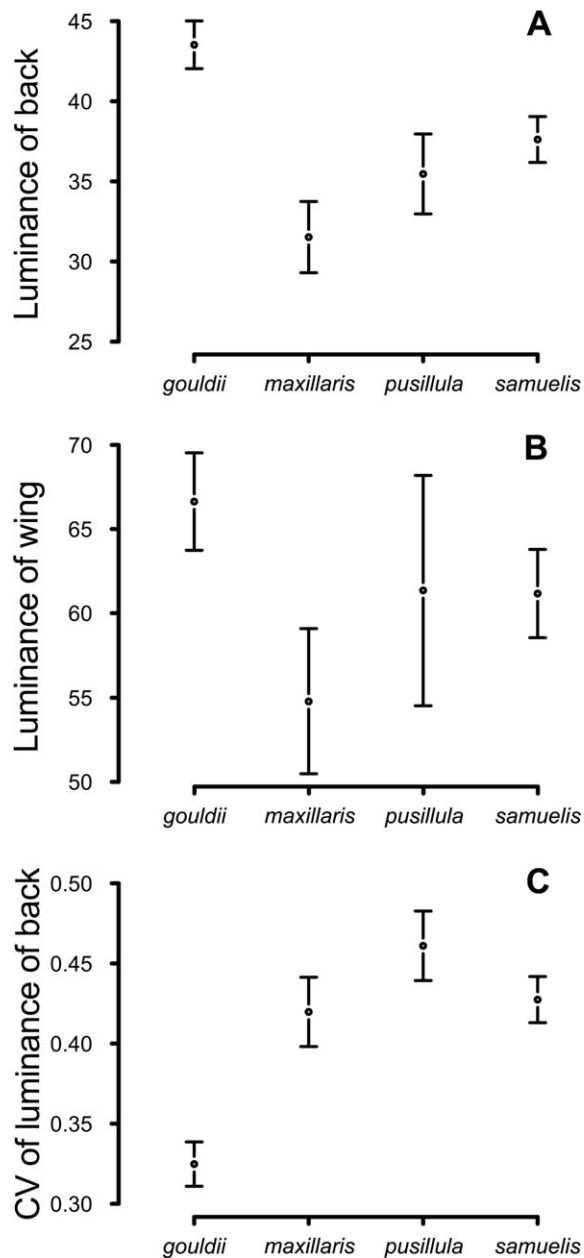 A
Luminance of back
45
40
35
30
25
gouldii maxillaris pusillula samuelis
B
Luminance of wing
70
65
60
55
50
gouldii maxillaris pusillula samuelis
C
CV of luminance of back
0.50
0.45
0.40
0.35
0.30
gouldii maxillaris pusillula samuelis